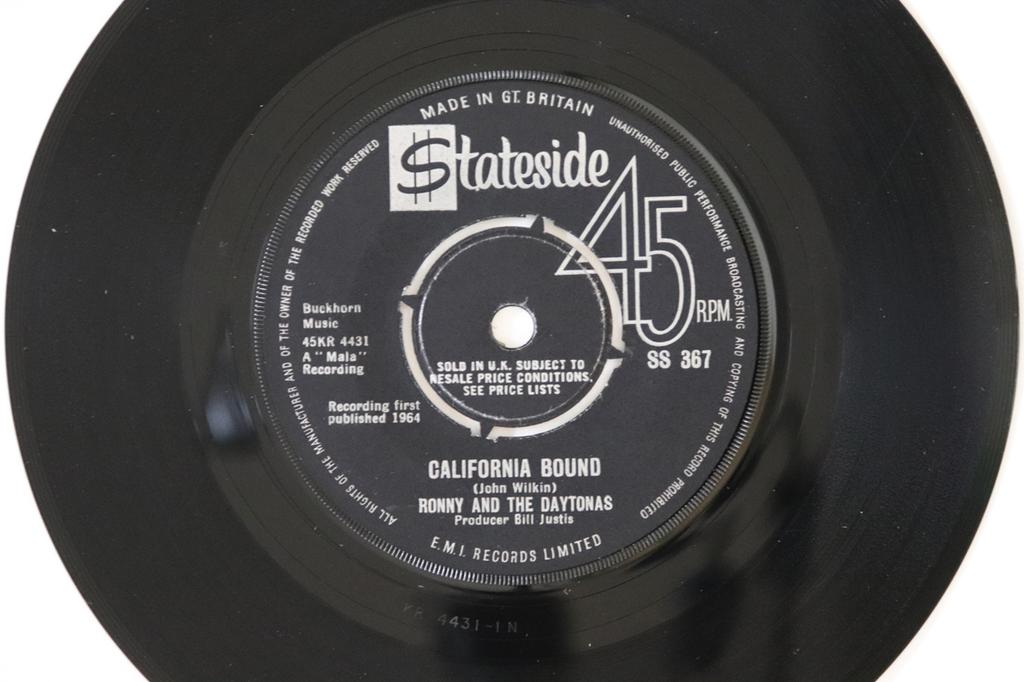 MADE IN GT. BRITAIN
UNAUTHORISED PUBLIC PERFORMANCE BROADCASTING AND COPYING OF THIS RECORD PROHIBITED
ALL RIGHTS OF THE MANUFACTURER AND OF THE OWNER OF THE RECORDED WORK RESERVED
$tateside
45
R.P.M.
SS 367
Buckhorn
Music
45KR 4431
A "Mala"
Recording
SOLD IN U.K. SUBJECT TO
RESALE PRICE CONDITIONS,
SEE PRICE LISTS
Recording first
published 1964
CALIFORNIA BOUND
(John Wilkin)
RONNY AND THE DAYTONAS
Producer Bill Justis
E.M.I. RECORDS LIMITED
KR 4431-1N